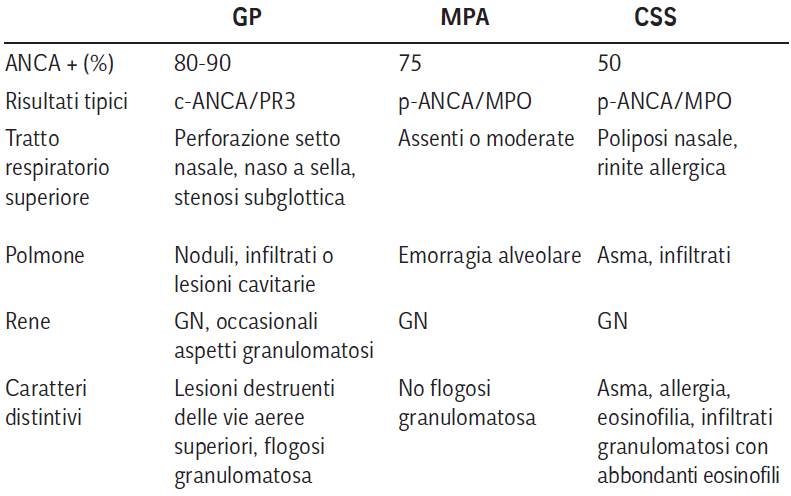 GP MPA CSS
ANCA + (%) 80-90 75 50
Risultati tipici c-ANCA/PR3 p-ANCA/MPO p-ANCA/MPO
Tratto Perforazione setto Assenti o moderate Poliposi nasale,
respiratorio nasale, naso a sella, rinite allergica
superiore stenosi subglottica
Polmone Noduli, infiltrati o Emorragia alveolare Asma, infiltrati
lesioni cavitarie
Rene GN, occasionali GN GN
aspetti granulomatosi
Caratteri Lesioni destruenti No flogosi Asma, allergia,
distintivi delle vie aeree granulomatosa eosinofilia, infiltrati
superiori, flogosi granulomatosi con
granulomatosa abbondanti eosinofili